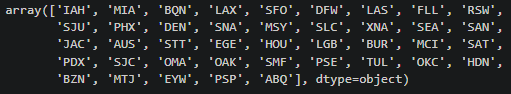 array(['IAH', 'MIA', 'BQN', 'LAX', 'SFO', 'DFW', 'LAS', 'FLL', 'RSW',
'SJU', 'PHX', 'DEN', 'SNA', 'MSY', 'SLC', 'XNA', 'SEA', 'SAN',
'JAC', 'AUS', 'STT', 'EGE', 'HOU', 'LGB', 'BUR', 'MCI', 'SAT',
'PDX', 'SJC', 'OMA', 'OAK', 'SMF', 'PSE', 'TUL', 'OKC', 'HDN',
'BZN', 'MTJ', 'EYW', 'PSP', 'ABQ'], dtype=object)